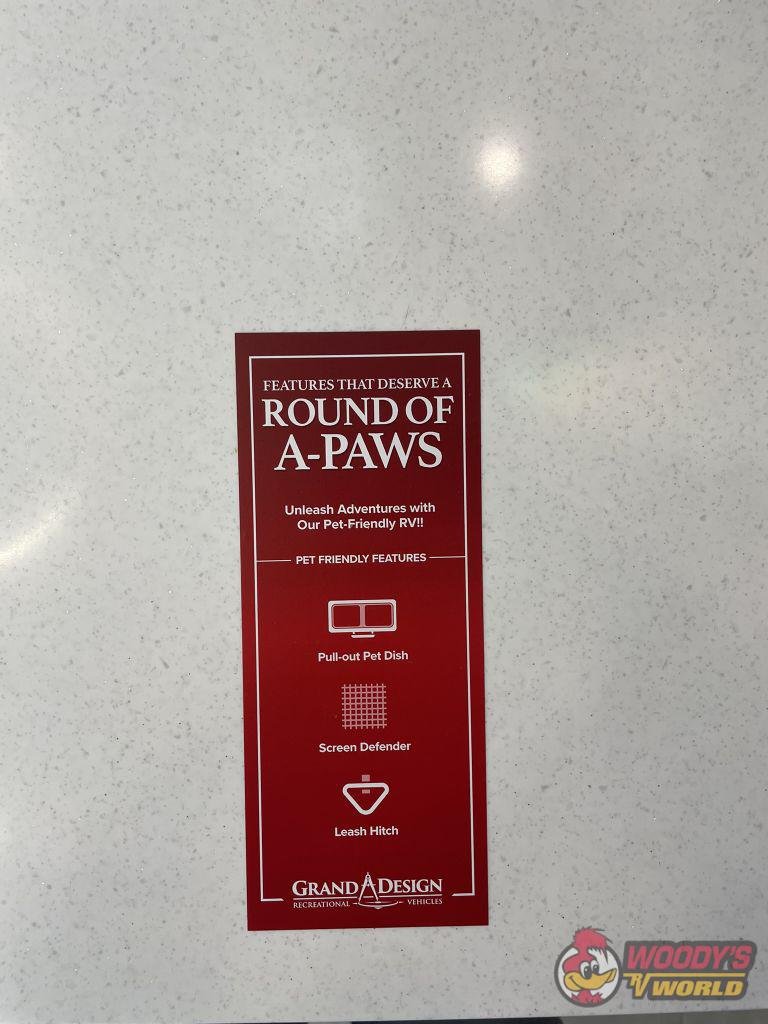 FEATURES THAT DESERVE A
ROUND OF
A-PAWS
Unleash Adventures with
Our Pet-Friendly RV!!
PET FRIENDLY FEATURES
Pull-out Pet Dish
Screen Defender
Leash Hitch
GRAND DESIGN
RECREATIONAL VEHICLES
WOODY'S
RV WORLD